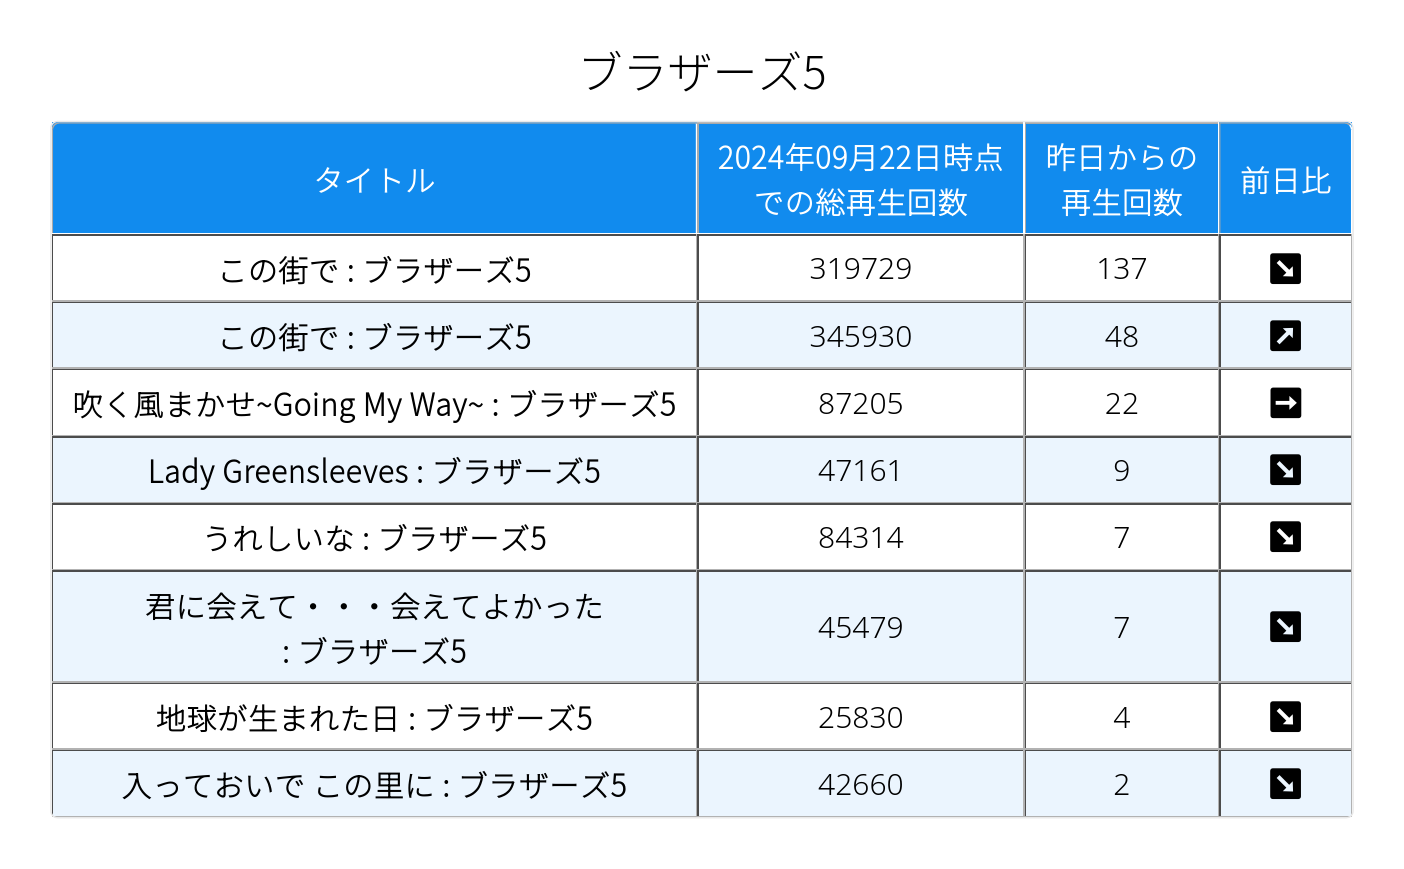 ブラザーズ5
タイトル
2024年09月22日時点
での総再生回数
昨日からの
再生回数
前日比
この街で : ブラザーズ5
319729
137
↘
この街で : ブラザーズ5
345930
48
↗
吹く風まかせ~Going My Way~ : ブラザーズ5
87205
22
→
Lady Greensleeves : ブラザーズ5
47161
9
↘
うれしいな : ブラザーズ5
84314
7
↘
君に会えて・・・会えてよかった
: ブラザーズ5
45479
7
↘
地球が生まれた日 : ブラザーズ5
25830
4
↘
入っておいで この里に : ブラザーズ5
42660
2
↘